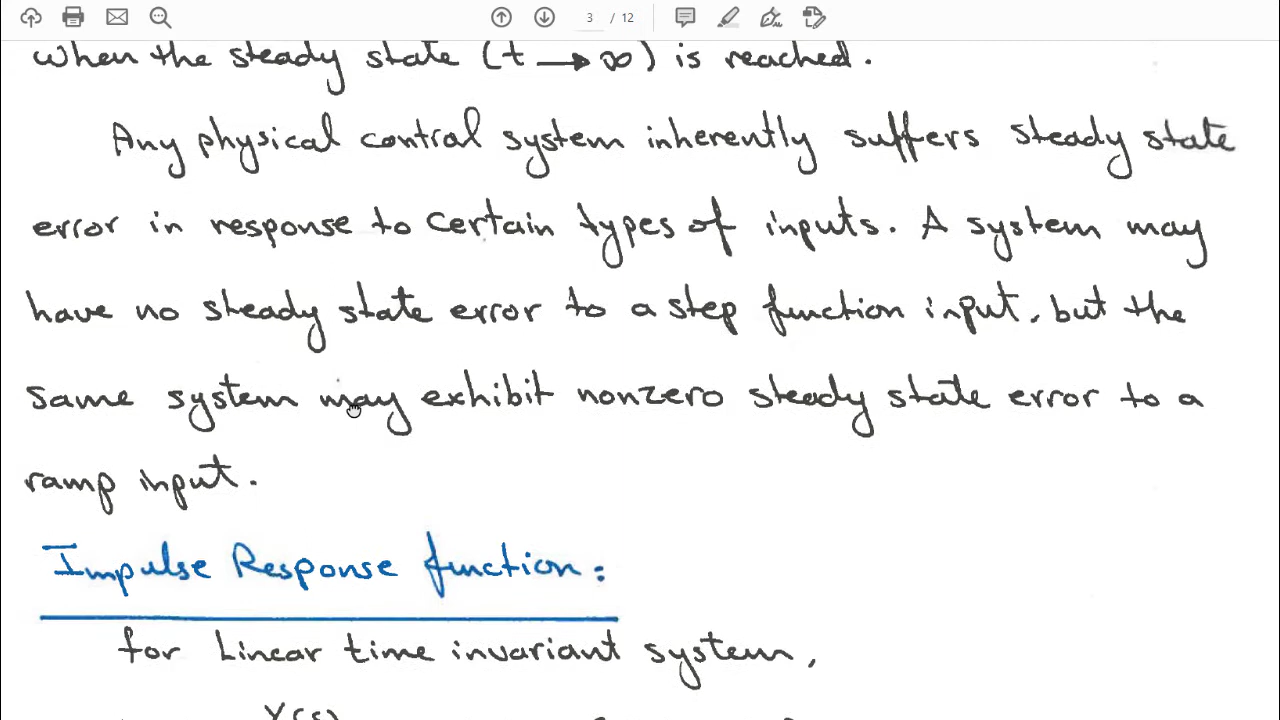 3 / 12
when the steady state (t → ∞) is reached.
Any physical control system inherently suffers steady state
error in response to certain types of inputs. A system may
have no steady state error to a step function input, but the
same system may exhibit nonzero steady state error to a
ramp input.
Impulse Response function:
for Linear time invariant system,
Y(s)